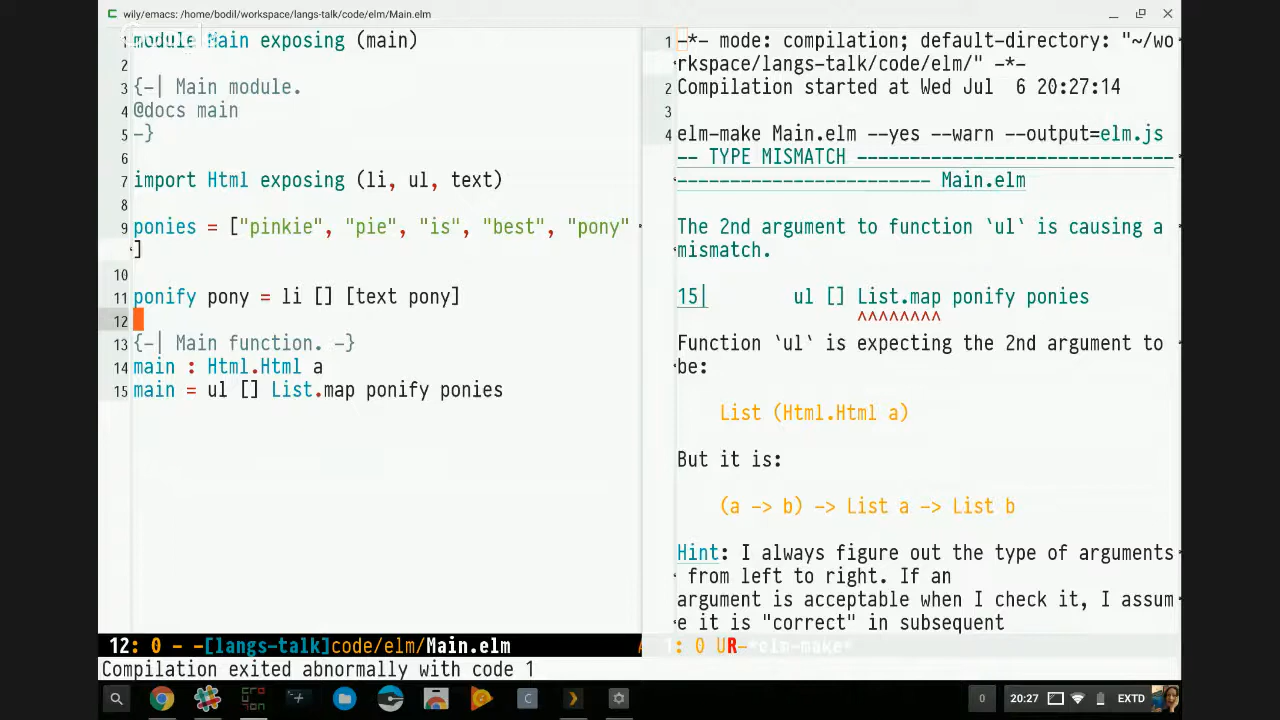 wily/emacs: /home/bodil/workspace/langs-talk/code/elm/Main.elm
1 module Main exposing (main)
2
3 {-| Main module.
4 @docs main
5 -}
6
7 import Html exposing (li, ul, text)
8
9 ponies = ["pinkie", "pie", "is", "best", "pony"
]
10
11 ponify pony = li [] [text pony]
12
13 {-| Main function. -}
14 main : Html.Html a
15 main = ul [] List.map ponify ponies
12: 0 - -[langs-talk]code/elm/Main.elm
1 -*- mode: compilation; default-directory: "~/wo
rkspace/langs-talk/code/elm/" -*-
2 Compilation started at Wed Jul  6 20:27:14
3
4 elm-make Main.elm --yes --warn --output=elm.js
-- TYPE MISMATCH ------------------------------
------------------------ Main.elm
The 2nd argument to function `ul` is causing a
mismatch.
15| ul [] List.map ponify ponies
^^^^^^^^
Function `ul` is expecting the 2nd argument to
be:
List (Html.Html a)
But it is:
(a -> b) -> List a -> List b
Hint: I always figure out the type of arguments
from left to right. If an
argument is acceptable when I check it, I assum
e it is "correct" in subsequent
1: 0 UR-*elm-make*
Compilation exited abnormally with code 1
0 20:27 EXTD